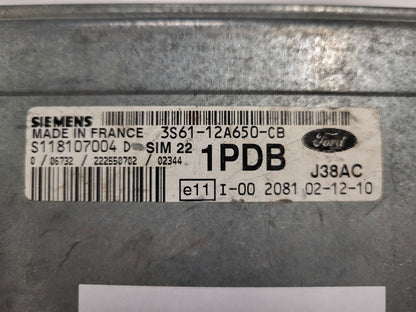 SIEMENS
MADE IN FRANCE 3S61-12A650-CB
S118107004 D SIM 22 1PDB Ford
0 / 06732 / 222550702 / 02344 J38AC
e11 I-00 2081 02-12-10